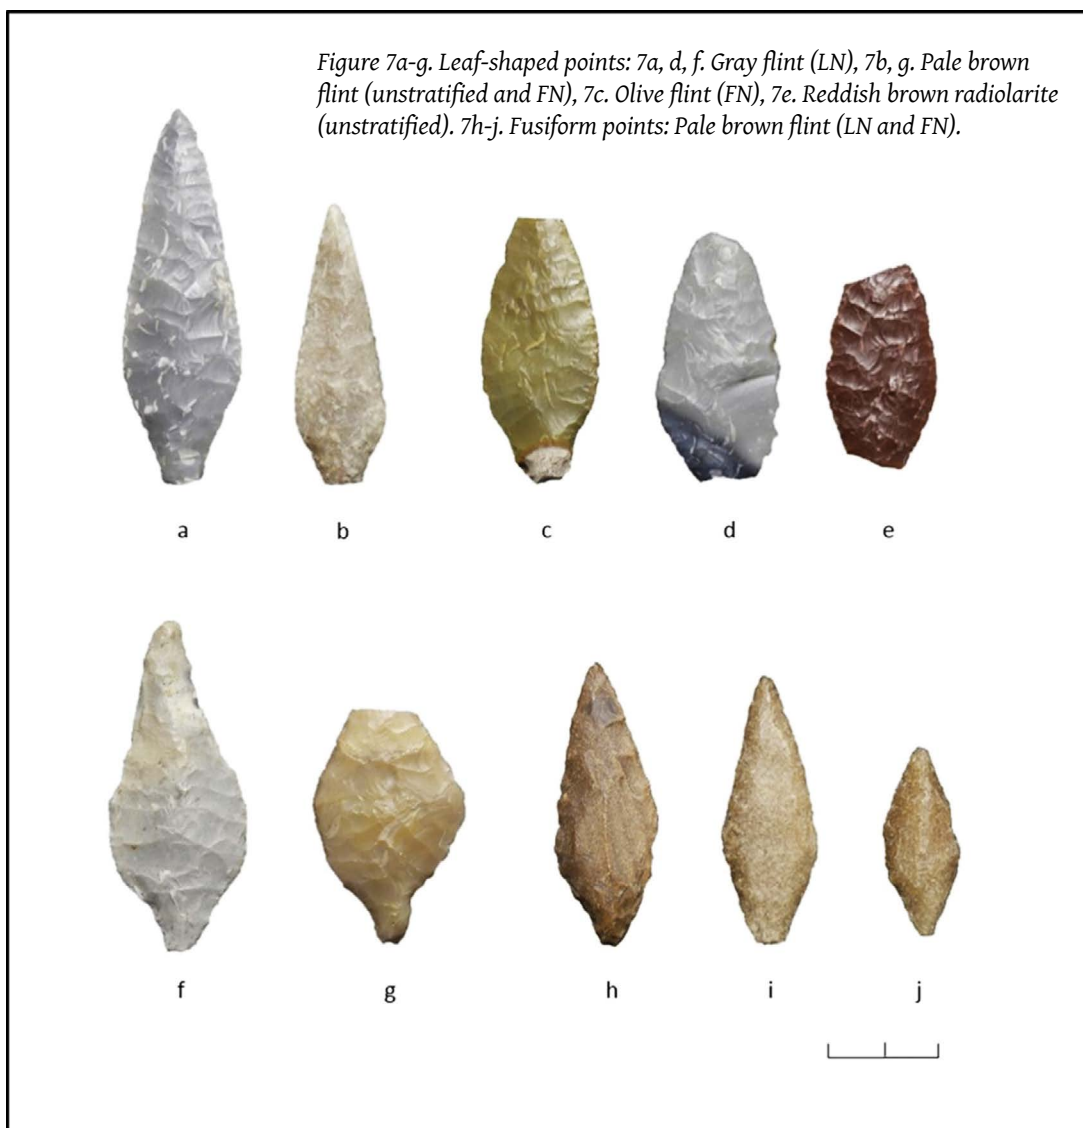 Figure 7a-g. Leaf-shaped points: 7a, d, f. Gray flint (LN), 7b, g. Pale brown
flint (unstratified and FN), 7c. Olive flint (FN), 7e. Reddish brown radiolarite
(unstratified). 7h-j. Fusiform points: Pale brown flint (LN and FN).
a b c d e
f g h i j